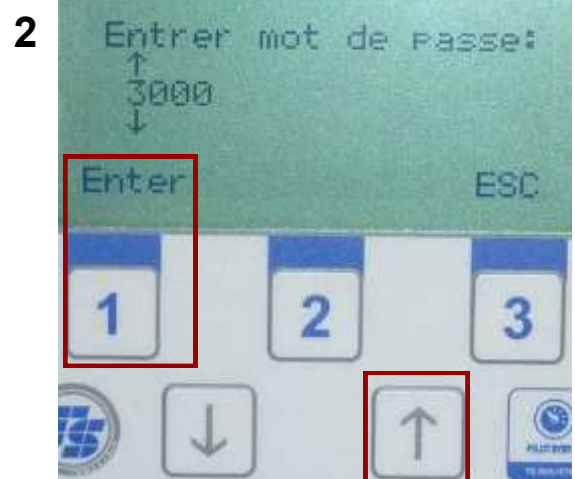 2
Entrer mot de passe:
↑
3000
↓
Enter ESC
1 2 3
↓ ↑